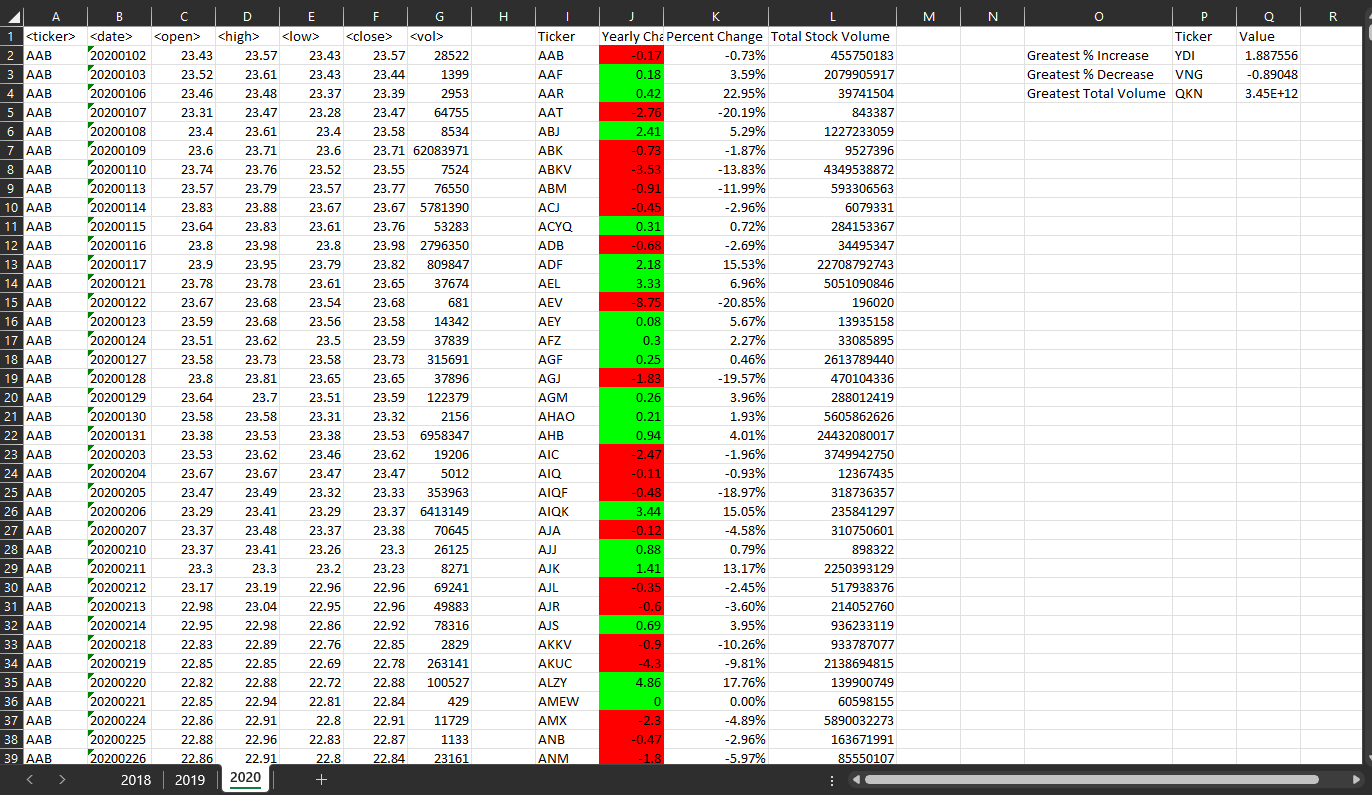 A B C D E F G H I J K L M N O P Q R
1 <ticker> <date> <open> <high> <low> <close> <vol> Ticker Yearly Cha Percent Change Total Stock Volume Ticker Value
2 AAB 20200102 23.43 23.57 23.43 23.57 28522 AAB -0.17 -0.73% 455750183 Greatest % Increase YDI 1.887556
3 AAB 20200103 23.52 23.61 23.43 23.44 1399 AAF 0.18 3.59% 2079905917 Greatest % Decrease VNG -0.89048
4 AAB 20200106 23.46 23.48 23.37 23.39 2953 AAR 0.42 22.95% 39741504 Greatest Total Volume QKN 3.45E+12
5 AAB 20200107 23.31 23.47 23.28 23.47 64755 AAT -2.76 -20.19% 843387
6 AAB 20200108 23.4 23.61 23.4 23.58 8534 ABJ 2.41 5.29% 1227233059
7 AAB 20200109 23.6 23.71 23.6 23.71 62083971 ABK -0.73 -1.87% 9527396
8 AAB 20200110 23.74 23.76 23.52 23.55 7524 ABKV -3.53 -13.83% 4349538872
9 AAB 20200113 23.57 23.79 23.57 23.77 76550 ABM -0.91 -11.99% 593306563
10 AAB 20200114 23.83 23.88 23.67 23.67 5781390 ACJ -0.45 -2.96% 6079331
11 AAB 20200115 23.64 23.83 23.61 23.76 53283 ACYQ 0.31 0.72% 284153367
12 AAB 20200116 23.8 23.98 23.8 23.98 2796350 ADB -0.68 -2.69% 34495347
13 AAB 20200117 23.9 23.95 23.79 23.82 809847 ADF 2.18 15.53% 22708792743
14 AAB 20200121 23.78 23.78 23.61 23.65 37674 AEL 3.33 6.96% 5051090846
15 AAB 20200122 23.67 23.68 23.54 23.68 681 AEV -8.75 -20.85% 196020
16 AAB 20200123 23.59 23.68 23.56 23.58 14342 AEY 0.08 5.67% 13935158
17 AAB 20200124 23.51 23.62 23.5 23.59 37839 AFZ 0.3 2.27% 33085895
18 AAB 20200127 23.58 23.73 23.58 23.73 315691 AGF 0.25 0.46% 2613789440
19 AAB 20200128 23.8 23.81 23.65 23.65 37896 AGJ -1.83 -19.57% 470104336
20 AAB 20200129 23.64 23.7 23.51 23.59 122379 AGM 0.26 3.96% 288012419
21 AAB 20200130 23.58 23.58 23.31 23.32 2156 AHAO 0.21 1.93% 5605862626
22 AAB 20200131 23.38 23.53 23.38 23.53 6958347 AHB 0.94 4.01% 24432080017
23 AAB 20200203 23.53 23.62 23.46 23.62 19206 AIC -2.47 -1.96% 3749942750
24 AAB 20200204 23.67 23.67 23.47 23.47 5012 AIQ -0.11 -0.93% 12367435
25 AAB 20200205 23.47 23.49 23.32 23.33 353963 AIQF -0.48 -18.97% 318736357
26 AAB 20200206 23.29 23.41 23.29 23.37 6413149 AIQK 3.44 15.05% 235841297
27 AAB 20200207 23.37 23.48 23.37 23.38 70645 AJA -0.12 -4.58% 310750601
28 AAB 20200210 23.37 23.41 23.26 23.3 26125 AJJ 0.88 0.79% 898322
29 AAB 20200211 23.3 23.3 23.2 23.23 8271 AJK 1.41 13.17% 2250393129
30 AAB 20200212 23.17 23.19 22.96 22.96 69241 AJL -0.35 -2.45% 517938376
31 AAB 20200213 22.98 23.04 22.95 22.96 49883 AJR -0.6 -3.60% 214052760
32 AAB 20200214 22.95 22.98 22.86 22.92 78316 AJS 0.69 3.95% 936233119
33 AAB 20200218 22.83 22.89 22.76 22.85 2829 AKKV -0.9 -10.26% 933787077
34 AAB 20200219 22.85 22.85 22.69 22.78 263141 AKUC -4.3 -9.81% 2138694815
35 AAB 20200220 22.82 22.88 22.72 22.88 100527 ALZY 4.86 17.76% 139900749
36 AAB 20200221 22.85 22.94 22.81 22.84 429 AMEW 0 0.00% 60598155
37 AAB 20200224 22.86 22.91 22.8 22.91 11729 AMX -2.3 -4.89% 5890032273
38 AAB 20200225 22.88 22.96 22.83 22.87 1133 ANB -0.47 -2.96% 163671991
39 AAB 20200226 22.86 22.91 22.8 22.84 23161 ANM -1.8 -5.97% 85550107
2018 2019 2020